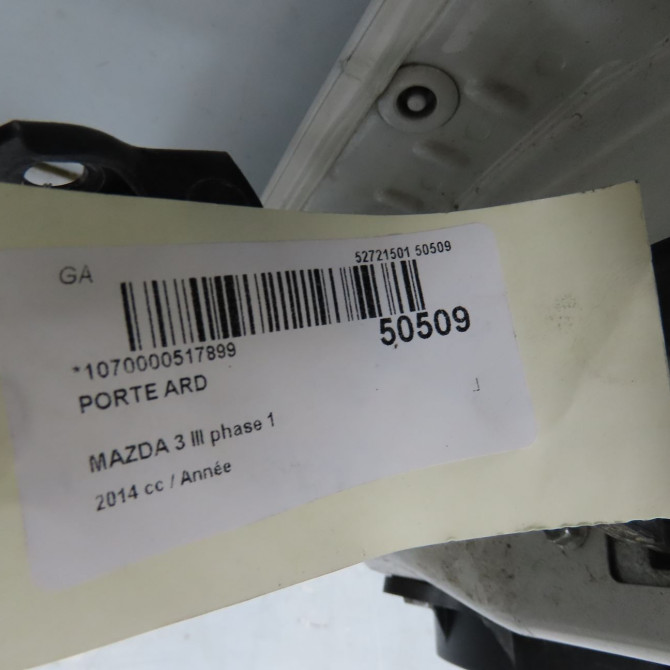 GA
52721501 50509
50509
*1070000517899
PORTE ARD
MAZDA 3 III phase 1
2014 cc / Année